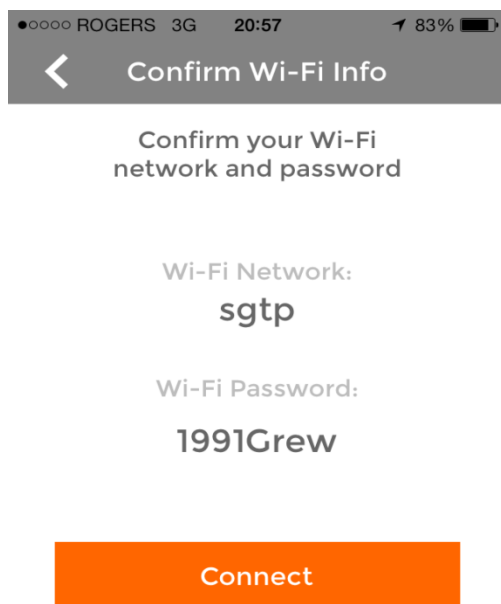 ROGERS 3G 20:57 83%
Confirm Wi-Fi Info
Confirm your Wi-Fi
network and password
Wi-Fi Network:
sgtp
Wi-Fi Password:
1991Grew
Connect